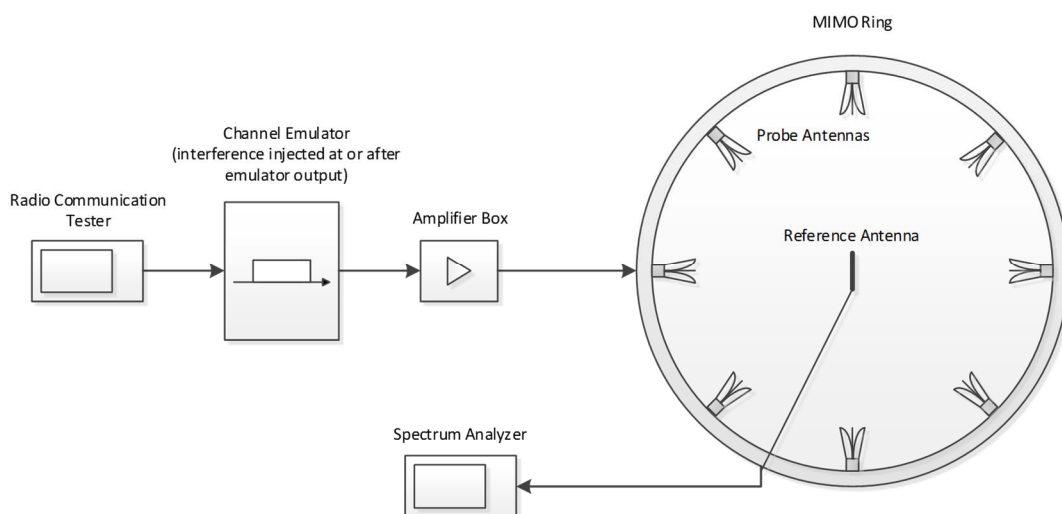 MIMO Ring
Channel Emulator
(interference injected at or after
emulator output)
Probe Antennas
Radio Communication
Tester
Amplifier Box
Reference Antenna
Spectrum Analyzer